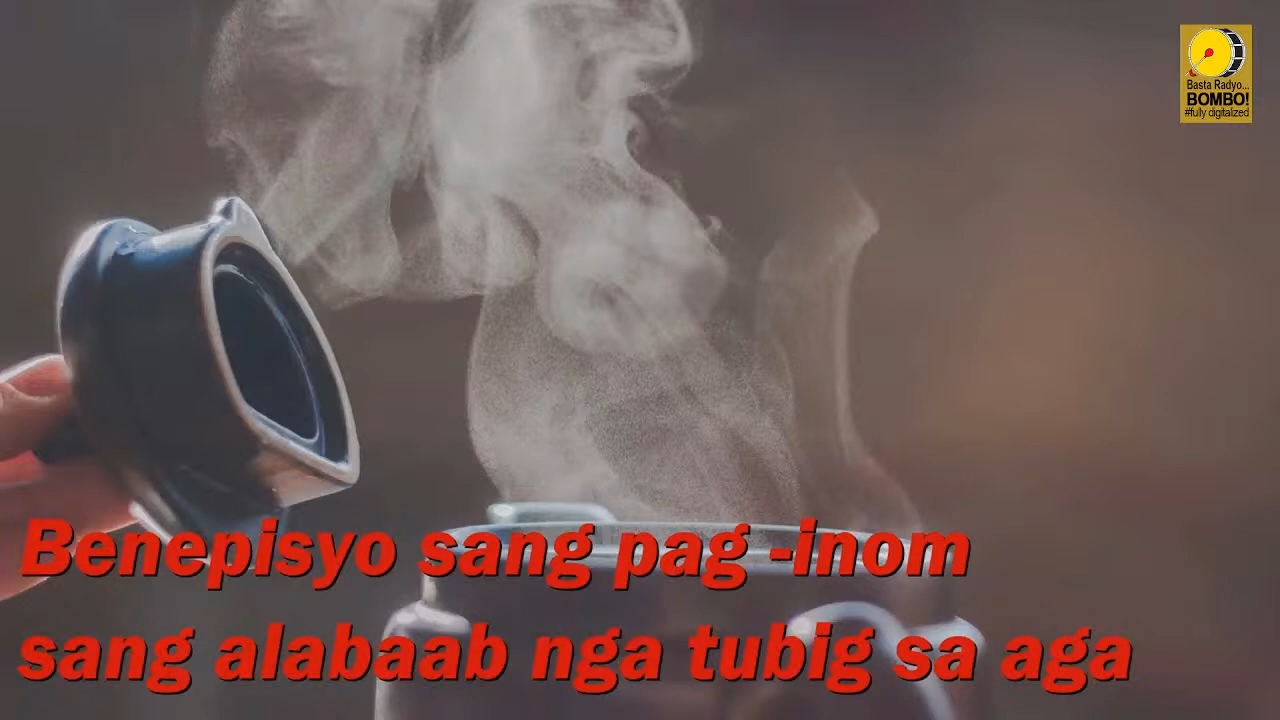 Basta Radyo...
BOMBO!
#fully digitalized
Benepisyo sang pag -inom
sang alabaab nga tubig sa aga